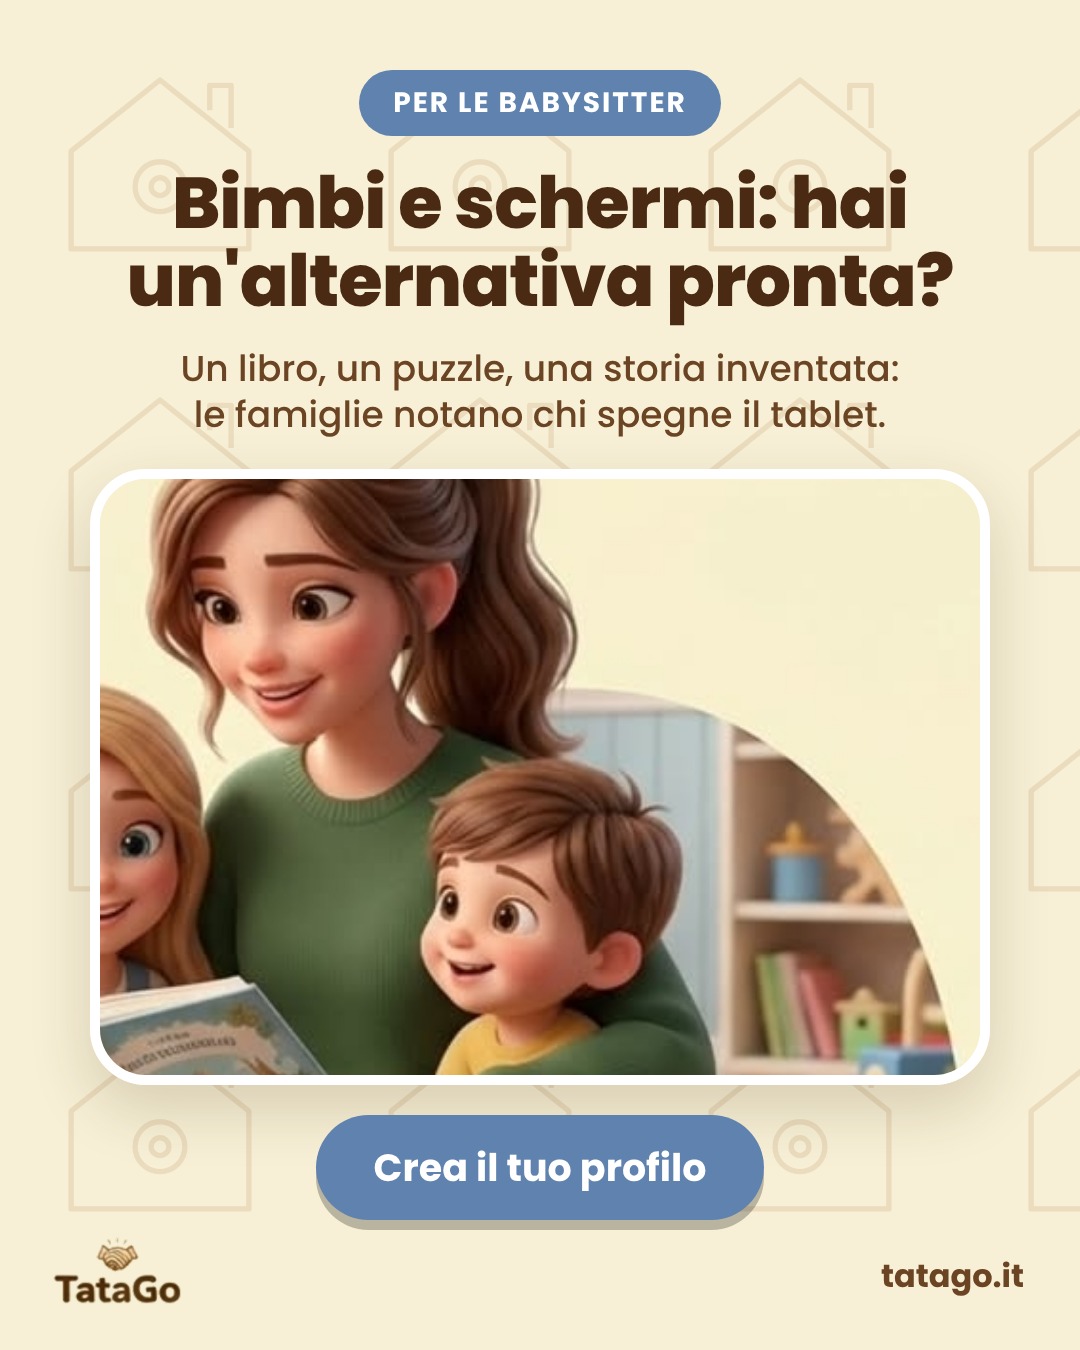 PER LE BABYSITTER
Bimbi e schermi: hai
un'alternativa pronta?
Un libro, un puzzle, una storia inventata:
le famiglie notano chi spegne il tablet.
Crea il tuo profilo
TataGo
tatago.it